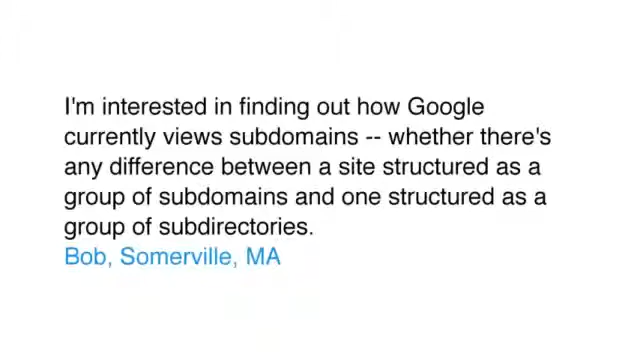 I'm interested in finding out how Google
currently views subdomains -- whether there's
any difference between a site structured as a
group of subdomains and one structured as a
group of subdirectories.
Bob, Somerville, MA